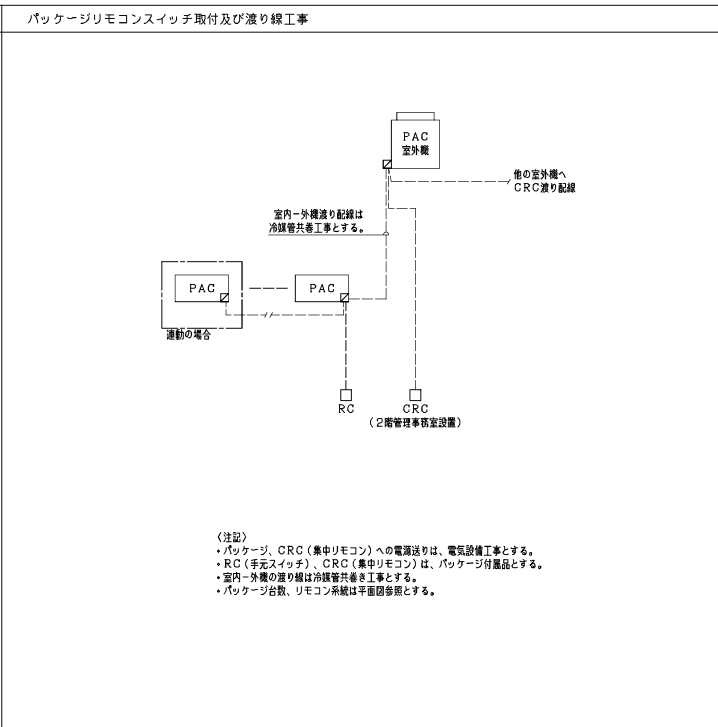 パッケージリモコンスイッチ取付及び渡り線工事
PAC
室外機
他の室外機へ
CRC渡り配線
室内－外機渡り配線は
冷媒管共巻工事とする。
PAC
PAC
連動の場合
RC
CRC
（２階管理事務室設置）
〈注記〉
・パッケージ、CRC（集中リモコン）への電源送りは、電気設備工事とする。
・RC（手元スイッチ）、CRC（集中リモコン）は、パッケージ付属品とする。
・室内－外機の渡り線は冷媒管共巻き工事とする。
・パッケージ台数、リモコン系統は平面図参照とする。